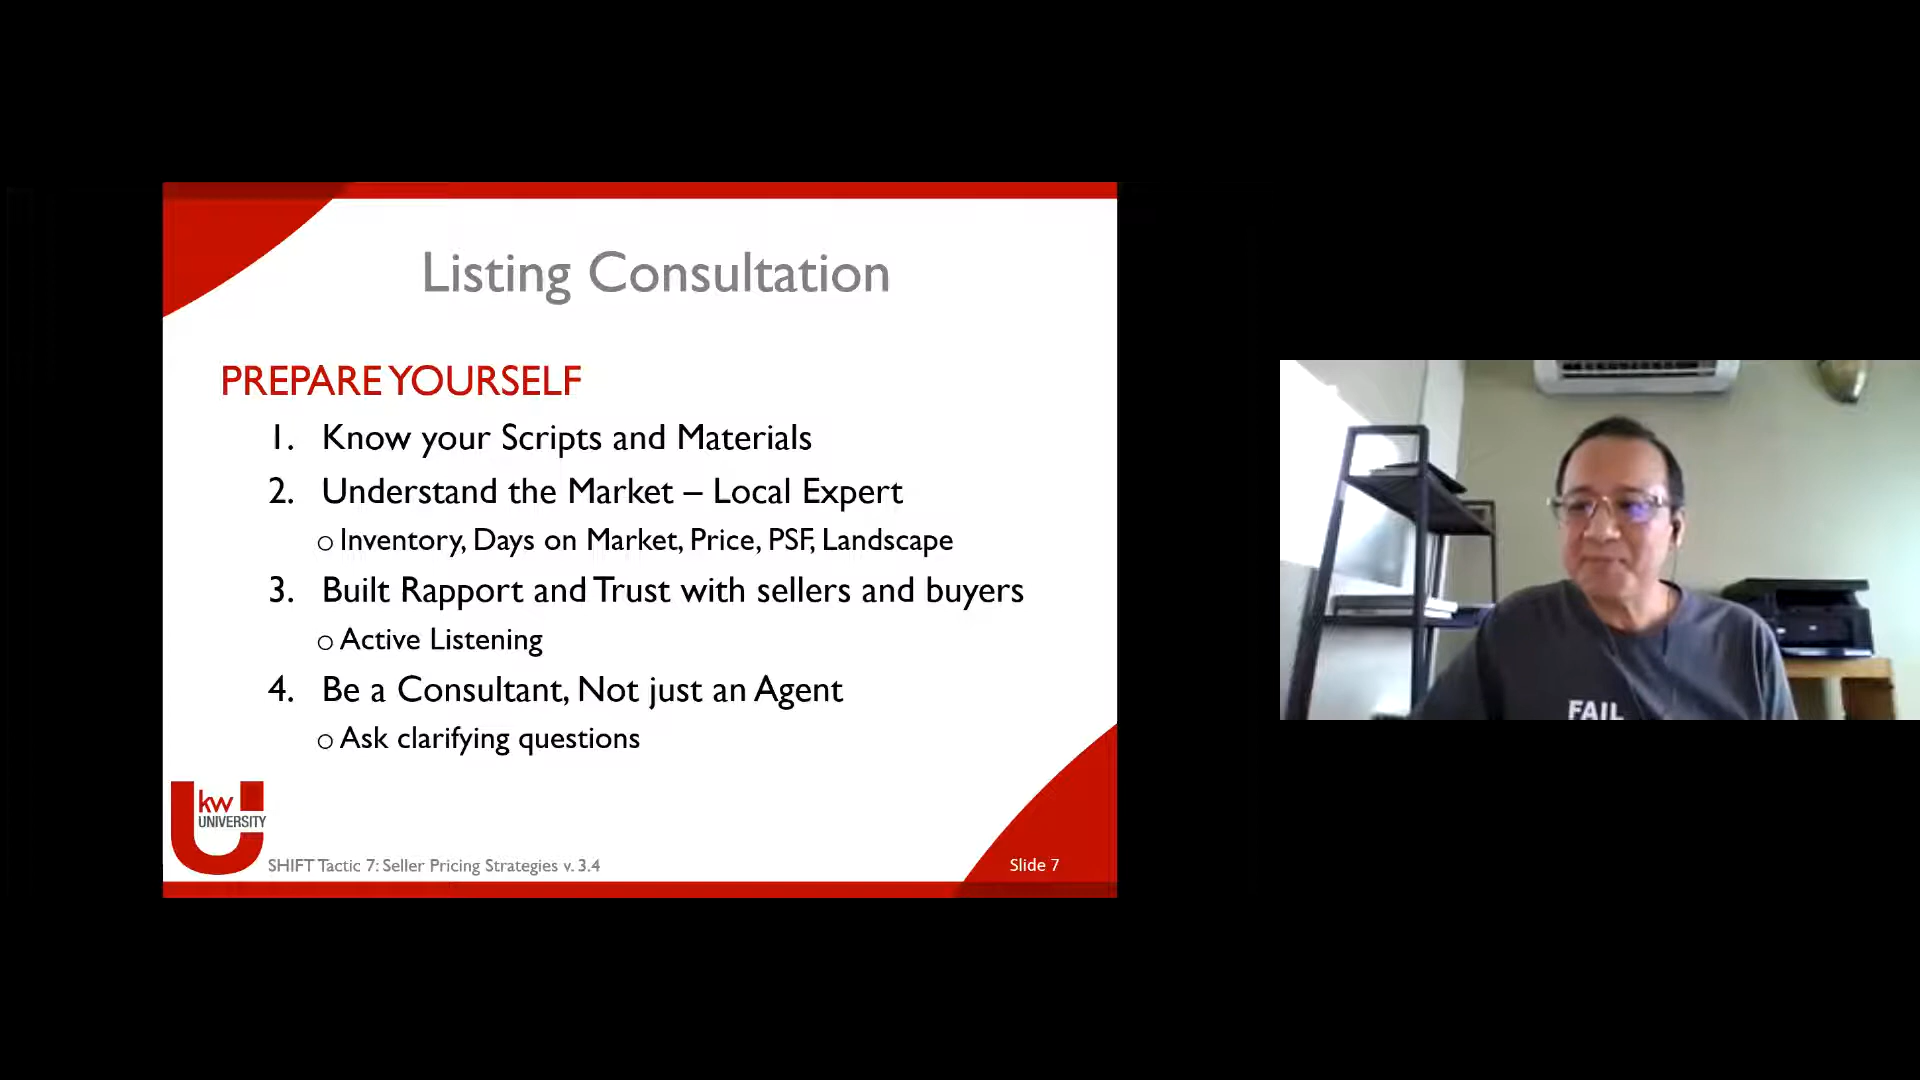 Listing Consultation
PREPARE YOURSELF
1. Know your Scripts and Materials
2. Understand the Market – Local Expert
o Inventory, Days on Market, Price, PSF, Landscape
3. Built Rapport and Trust with sellers and buyers
o Active Listening
4. Be a Consultant, Not just an Agent
o Ask clarifying questions
kw
UNIVERSITY
SHIFT Tactic 7: Seller Pricing Strategies v. 3.4
Slide 7
FAIL